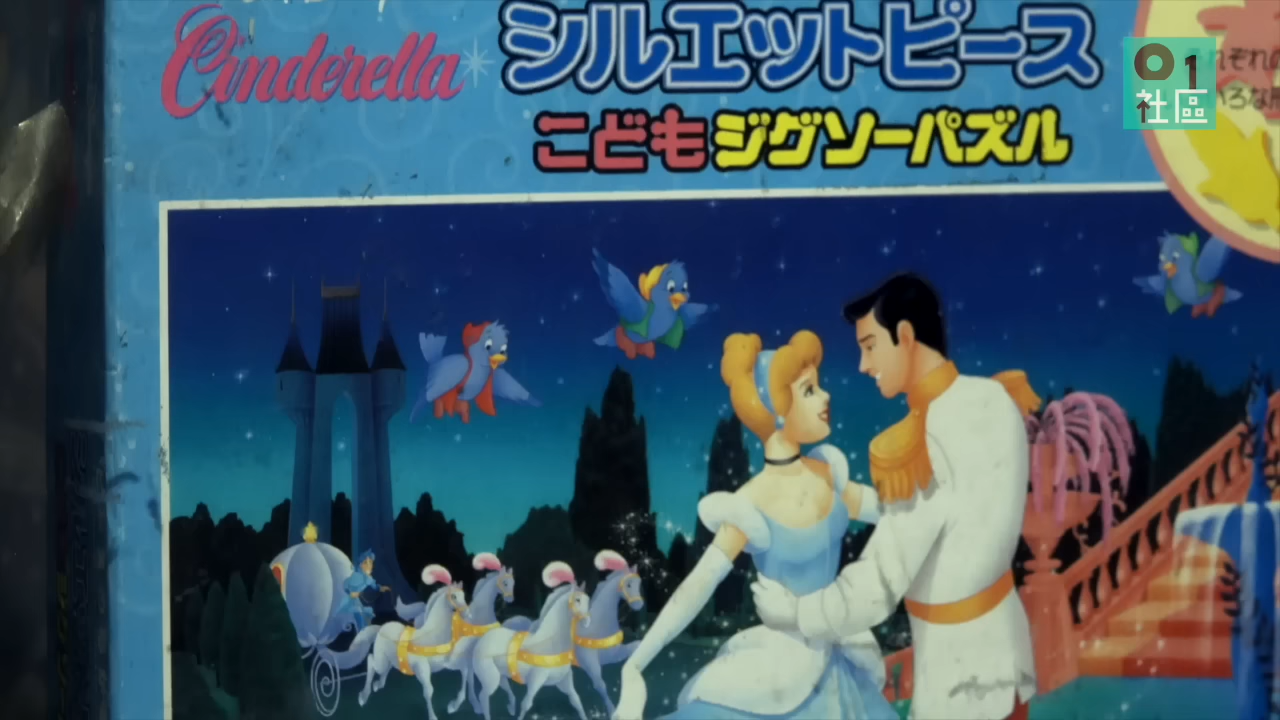 Cinderella
シルエットピース
こどもジグソーパズル
01
社區